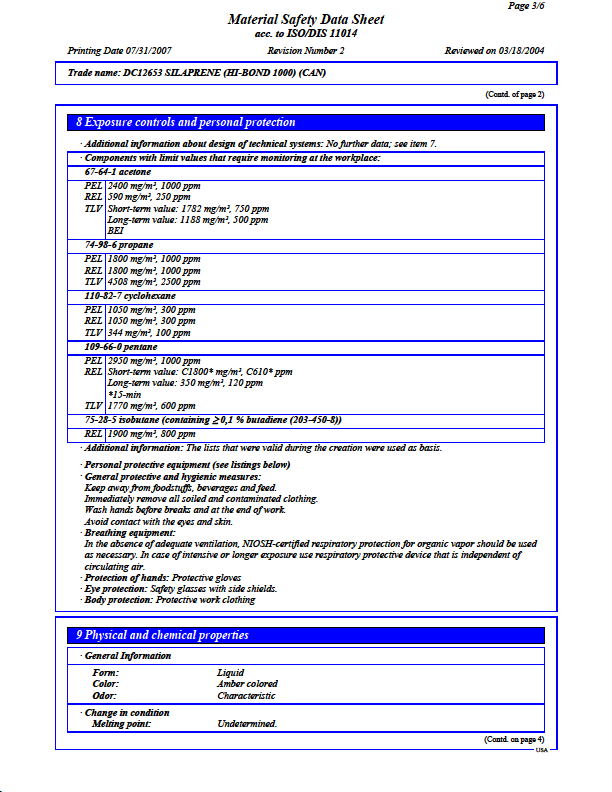 Page 3/6
Material Safety Data Sheet
acc. to ISO/DIS 11014
Printing Date 07/31/2007 Revision Number 2 Reviewed on 03/18/2004
Trade name: DC12653 SILAPRENE (HI-BOND 1000) (CAN)
(Contd. of page 2)
8 Exposure controls and personal protection
· Additional information about design of technical systems: No further data; see item 7.
· Components with limit values that require monitoring at the workplace:
67-64-1 acetone
PEL 2400 mg/m³, 1000 ppm
REL 590 mg/m³, 250 ppm
TLV Short-term value: 1782 mg/m³, 750 ppm
Long-term value: 1188 mg/m³, 500 ppm
BEI
74-98-6 propane
PEL 1800 mg/m³, 1000 ppm
REL 1800 mg/m³, 1000 ppm
TLV 4508 mg/m³, 2500 ppm
110-82-7 cyclohexane
PEL 1050 mg/m³, 300 ppm
REL 1050 mg/m³, 300 ppm
TLV 344 mg/m³, 100 ppm
109-66-0 pentane
PEL 2950 mg/m³, 1000 ppm
REL Short-term value: C1800* mg/m³, C610* ppm
Long-term value: 350 mg/m³, 120 ppm
*15-min
TLV 1770 mg/m³, 600 ppm
75-28-5 isobutane (containing ≥ 0,1 % butadiene (203-450-8))
REL 1900 mg/m³, 800 ppm
· Additional information: The lists that were valid during the creation were used as basis.
· Personal protective equipment (see listings below)
· General protective and hygienic measures:
Keep away from foodstuffs, beverages and feed.
Immediately remove all soiled and contaminated clothing.
Wash hands before breaks and at the end of work.
Avoid contact with the eyes and skin.
· Breathing equipment:
In the absence of adequate ventilation, NIOSH-certified respiratory protection for organic vapor should be used
as necessary. In case of intensive or longer exposure use respiratory protective device that is independent of
circulating air.
· Protection of hands: Protective gloves
· Eye protection: Safety glasses with side shields.
· Body protection: Protective work clothing
9 Physical and chemical properties
· General Information
Form: Liquid
Color: Amber colored
Odor: Characteristic
· Change in condition
Melting point: Undetermined.
(Contd. on page 4)
USA